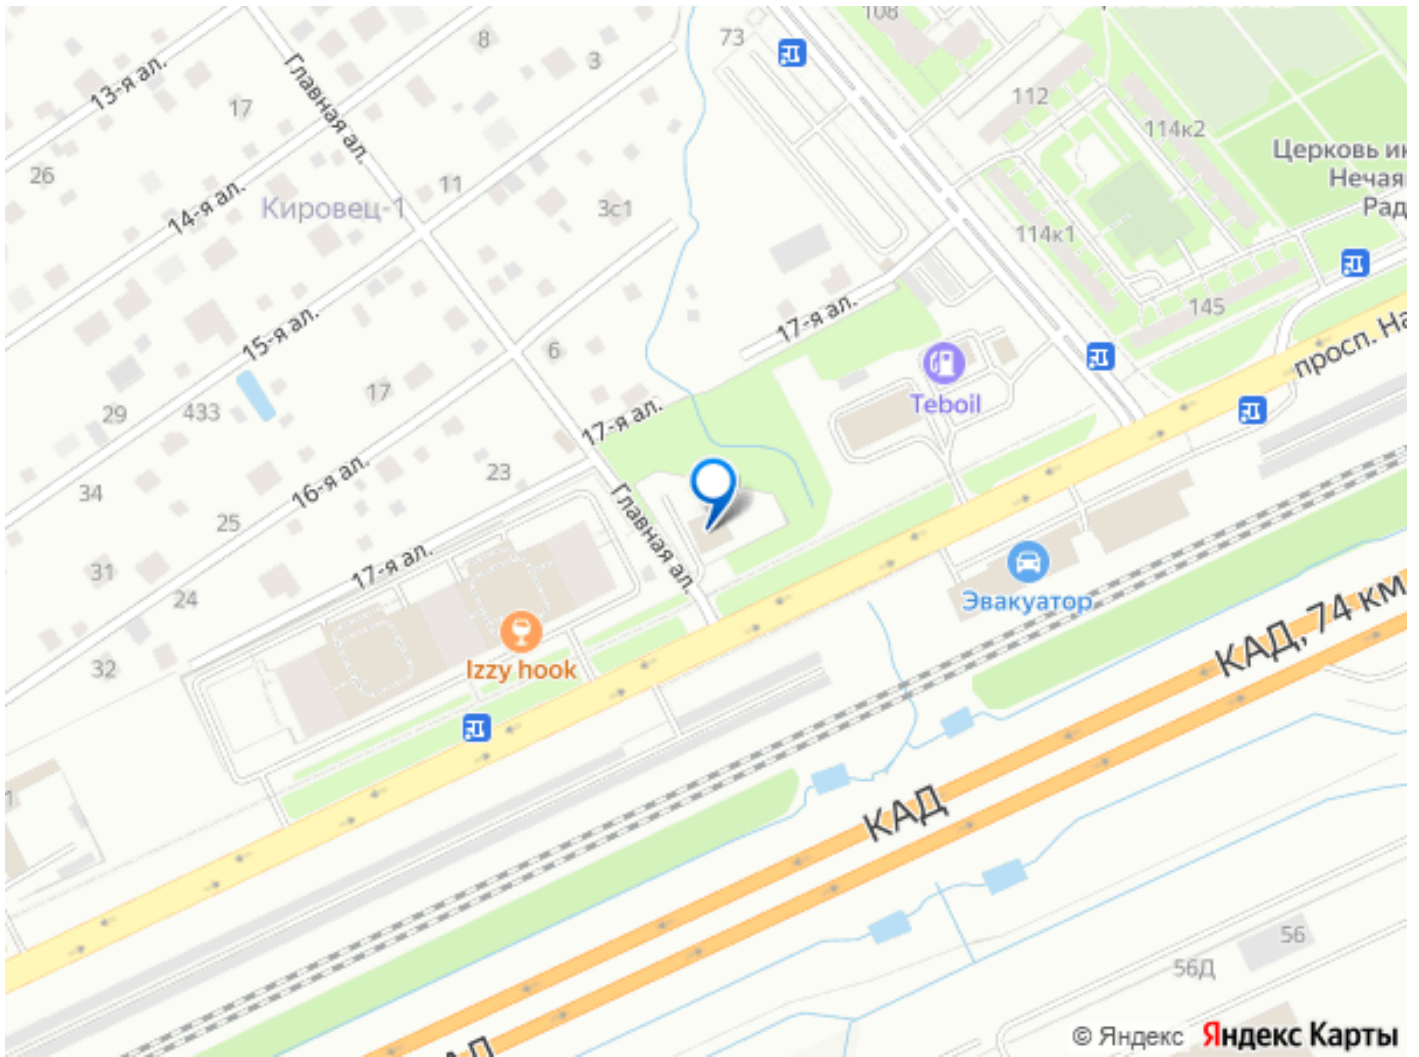 108
73
8
3
13-я ал.
Главная ал.
17
112
114к2
Церковь ик
Нечая
Рад
26
14-я ал.
11
Кировец-1
3с1
114к1
145
15-я ал.
6
17-я ал.
просп. На
Teboil
29
433
17
17-я ал.
34
16-я ал.
23
25
Главная ал.
31
17-я ал.
24
Эвакуатор
32
Izzy hook
КАД, 74 км
1
КАД
56
56Д
КАД
© Яндекс Яндекс Карты